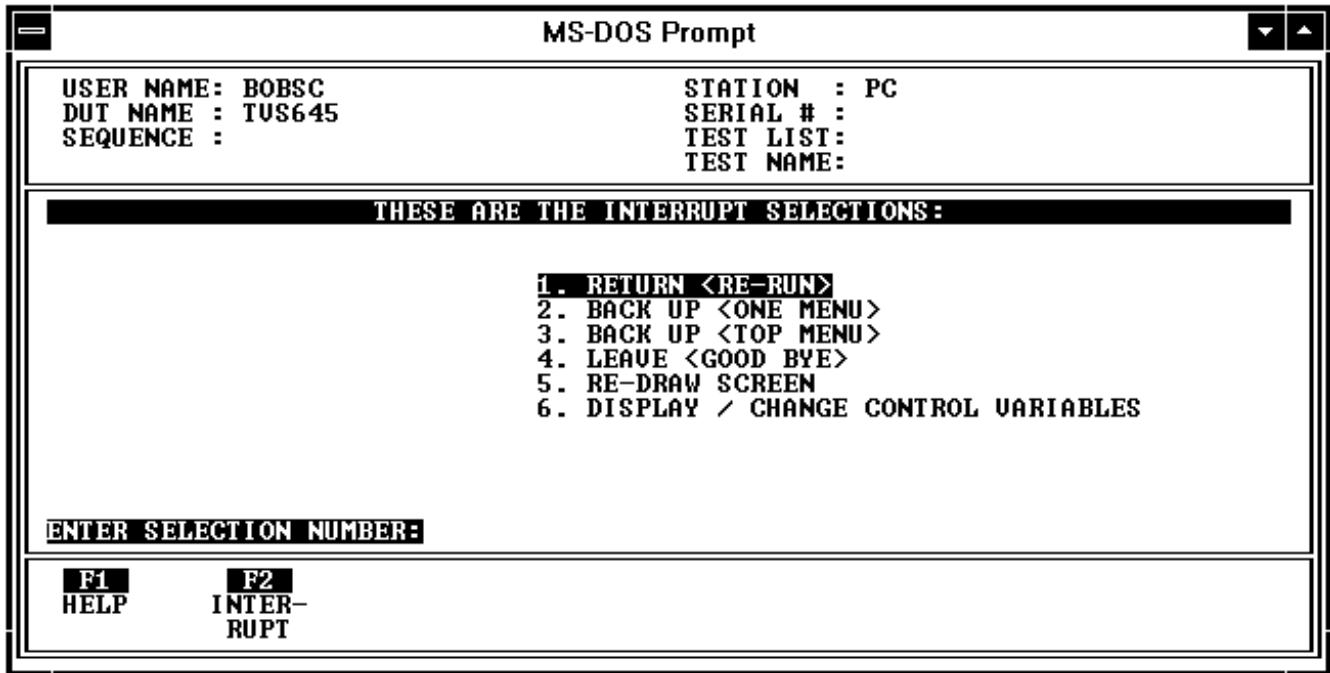 MS-DOS Prompt
USER NAME: BOBSC
DUT NAME : TVS645
SEQUENCE :
STATION : PC
SERIAL # :
TEST LIST:
TEST NAME:
THESE ARE THE INTERRUPT SELECTIONS:
1. RETURN <RE-RUN>
2. BACK UP <ONE MENU>
3. BACK UP <TOP MENU>
4. LEAVE <GOOD BYE>
5. RE-DRAW SCREEN
6. DISPLAY / CHANGE CONTROL VARIABLES
ENTER SELECTION NUMBER:
F1
HELP
F2
INTER-
RUPT